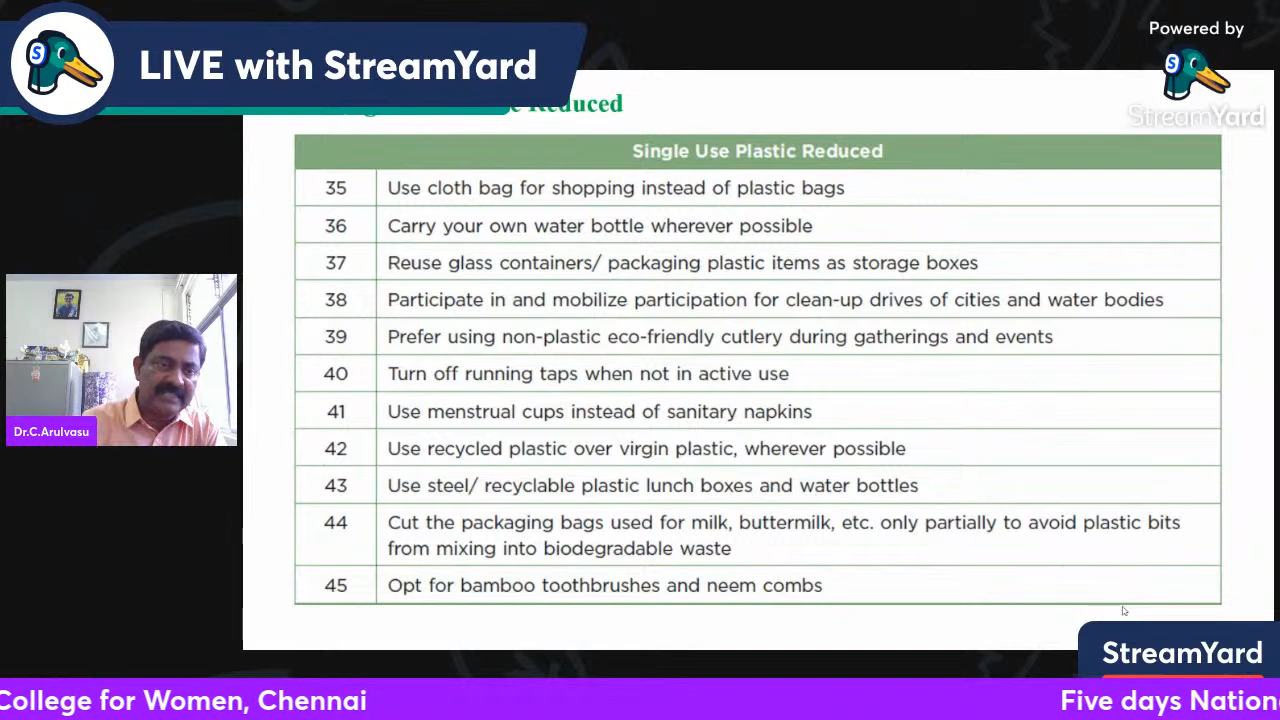 LIVE with StreamYard
Powered by
StreamYard
Reduced
Single Use Plastic Reduced
35 Use cloth bag for shopping instead of plastic bags
36 Carry your own water bottle wherever possible
37 Reuse glass containers/ packaging plastic items as storage boxes
38 Participate in and mobilize participation for clean-up drives of cities and water bodies
39 Prefer using non-plastic eco-friendly cutlery during gatherings and events
40 Turn off running taps when not in active use
41 Use menstrual cups instead of sanitary napkins
42 Use recycled plastic over virgin plastic, wherever possible
43 Use steel/ recyclable plastic lunch boxes and water bottles
44 Cut the packaging bags used for milk, buttermilk, etc. only partially to avoid plastic bits
from mixing into biodegradable waste
45 Opt for bamboo toothbrushes and neem combs
Dr.C.Arulvasu
StreamYard
College for Women, Chennai
Five days Nation